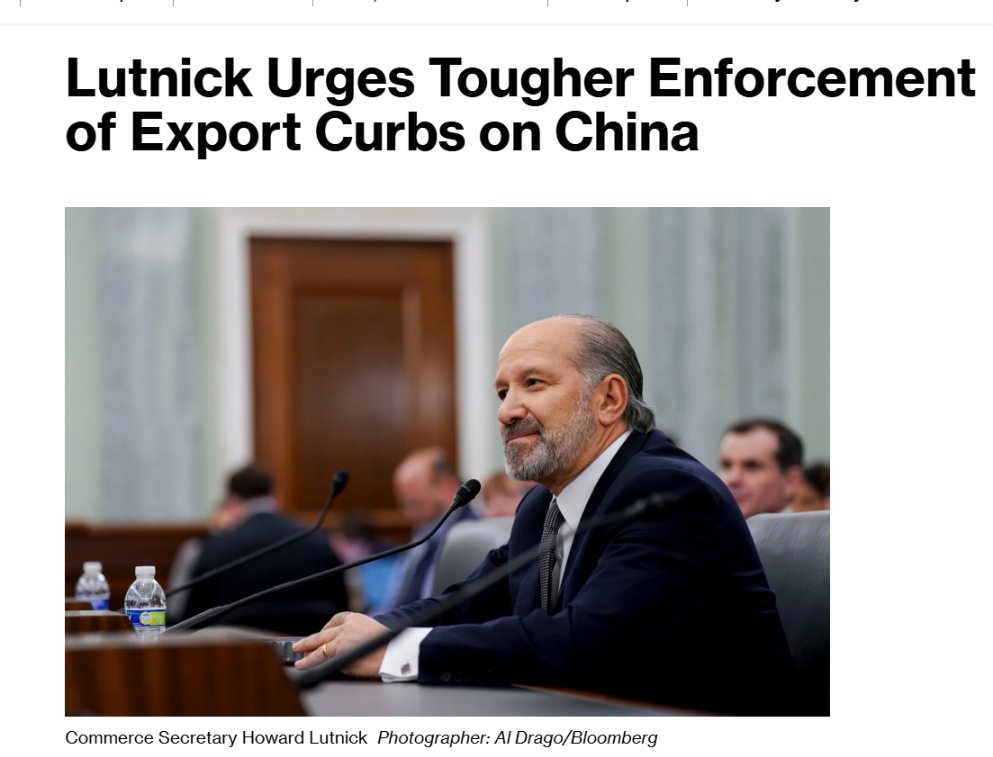 Lutnick Urges Tougher Enforcement
of Export Curbs on China
Commerce Secretary Howard Lutnick Photographer: Al Drago/Bloomberg